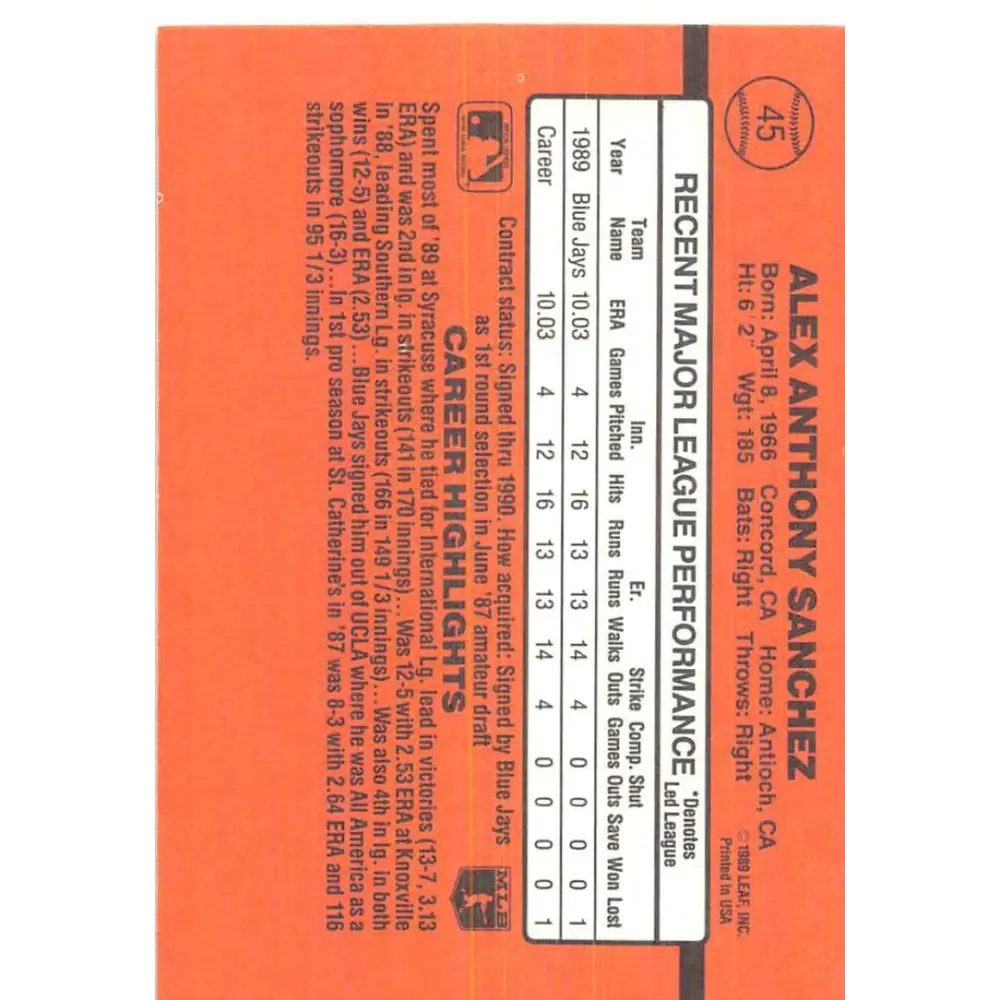 45
ALEX ANTHONY SANCHEZ
Born: April 8, 1966 Concord, CA Home: Antioch, CA
Ht: 6'2" Wgt: 185 Bats: Right Throws: Right
© 1989 LEAF, INC.
Printed in USA
RECENT MAJOR LEAGUE PERFORMANCE
*Denotes
Led League
Team Inn. Er. Strike Comp. Shut
Year Name ERA Games Pitched Hits Runs Runs Walks Outs Games Outs Save Won Lost
1989 Blue Jays 10.03 4 12 16 13 13 14 4 0 0 0 0 1
Career 10.03 4 12 16 13 13 14 4 0 0 0 0 1
Contract status: Signed thru 1990. How acquired: Signed by Blue Jays
as 1st round selection in June '87 amateur draft
MLB
CAREER HIGHLIGHTS
Spent most of '89 at Syracuse where he tied for International Lg. lead in victories (13-7, 3.13
ERA) and was 2nd in lg. in strikeouts (141 in 170 innings)... Was 12-5 with 2.53 ERA at Knoxville
in '88, leading Southern Lg. in strikeouts (166 in 149 1/3 innings)... Was also 4th in lg. in both
wins (12-5) and ERA (2.53)...Blue Jays signed him out of UCLA where he was All America as a
sophomore (16-3)...In 1st pro season at St. Catherine's in '87 was 8-3 with 2.64 ERA and 116
strikeouts in 95 1/3 innings.